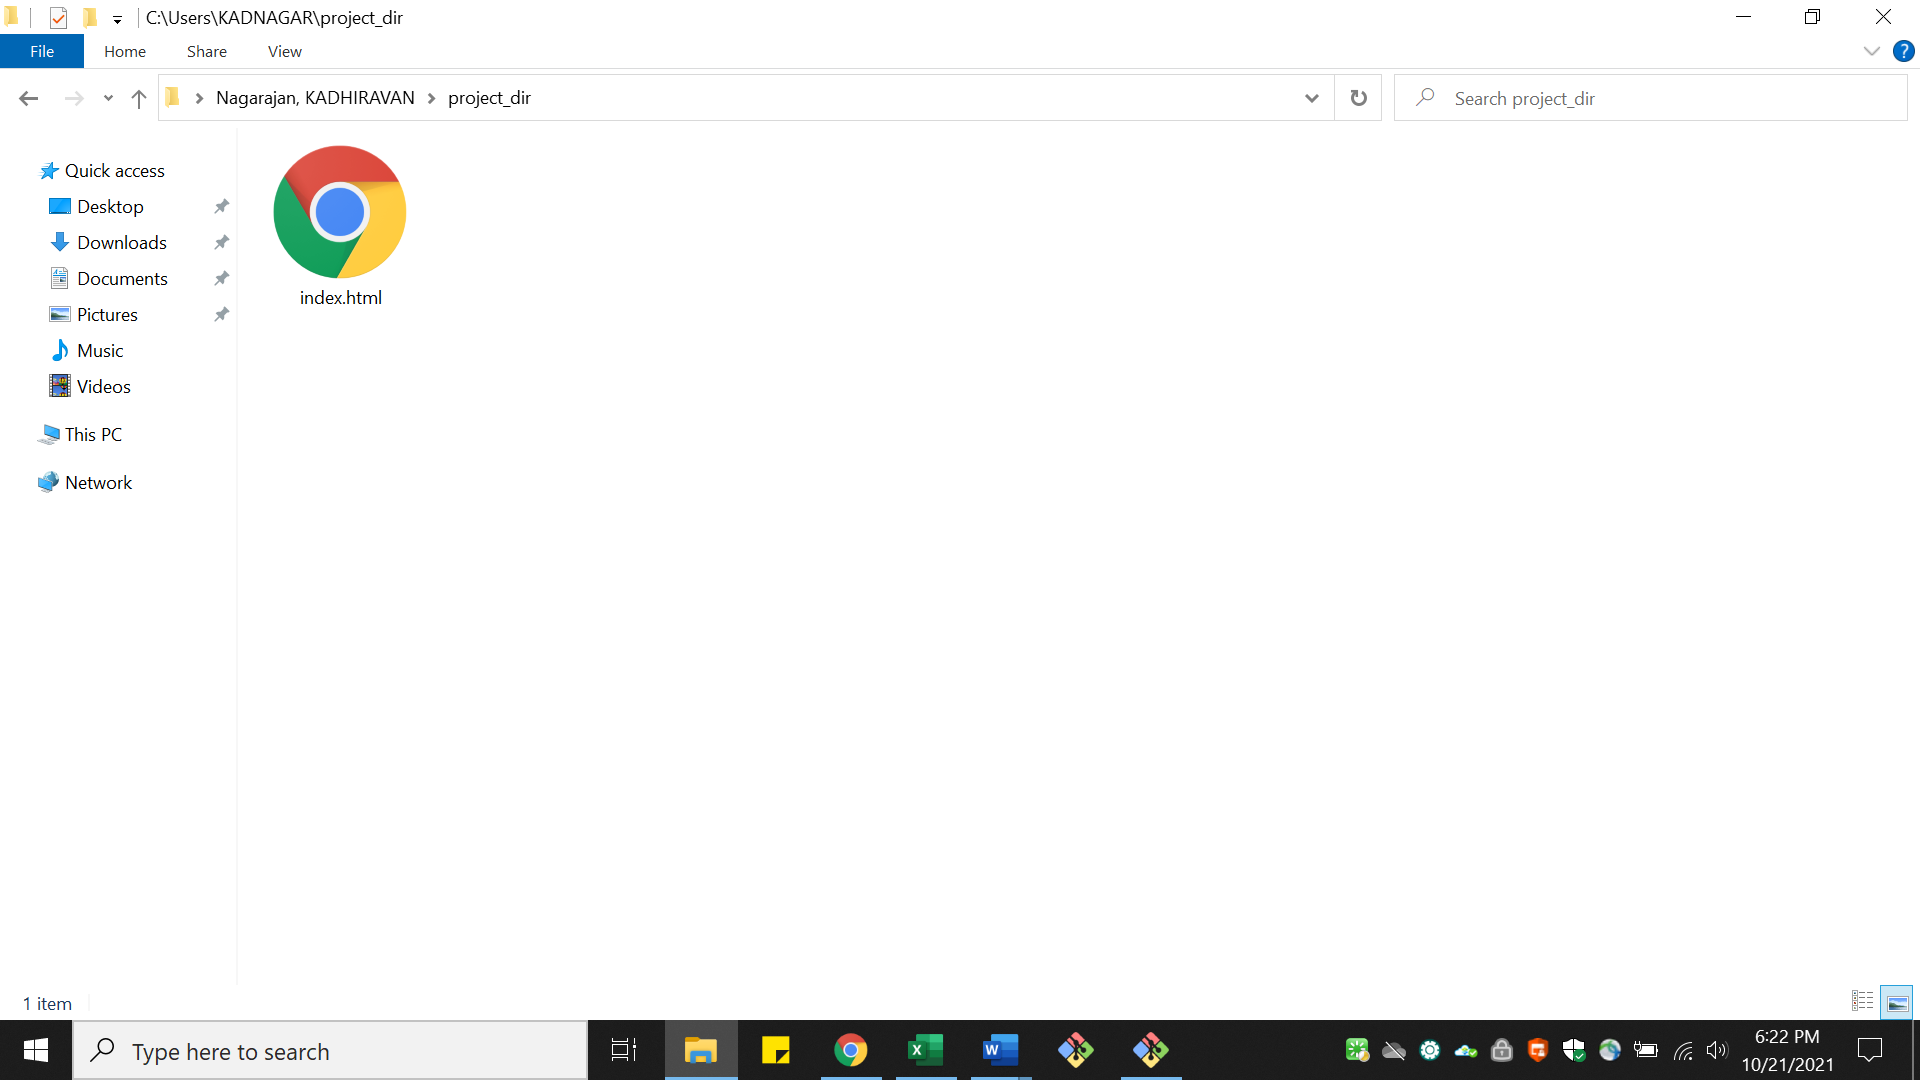 C:\Users\KADNAGAR\project_dir
File Home Share View
Nagarajan, KADHIRAVAN project_dir
Search project_dir
Quick access
Desktop
Downloads
Documents
Pictures
Music
Videos
This PC
Network
index.html
1 item
Type here to search
6:22 PM
10/21/2021